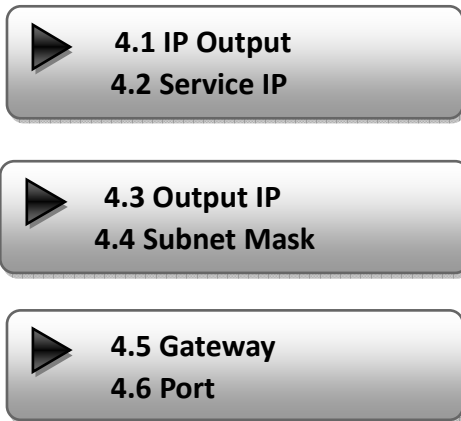 4.1 IP Output
4.2 Service IP
4.3 Output IP
4.4 Subnet Mask
4.5 Gateway
4.6 Port